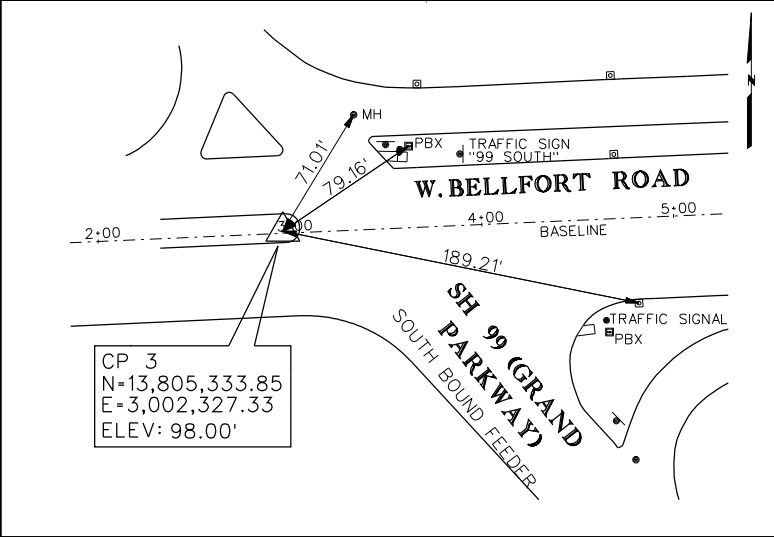 N
MH
PBX
TRAFFIC SIGN
"99 SOUTH"
71.01'
79.16'
W.BELLFORT ROAD
2+00
3+00
4+00
5+00
BASELINE
189.21'
SH 99 (GRAND
PARKWAY)
SOUTH BOUND FEEDER
TRAFFIC SIGNAL
PBX
CP 3
N=13,805,333.85
E=3,002,327.33
ELEV: 98.00'